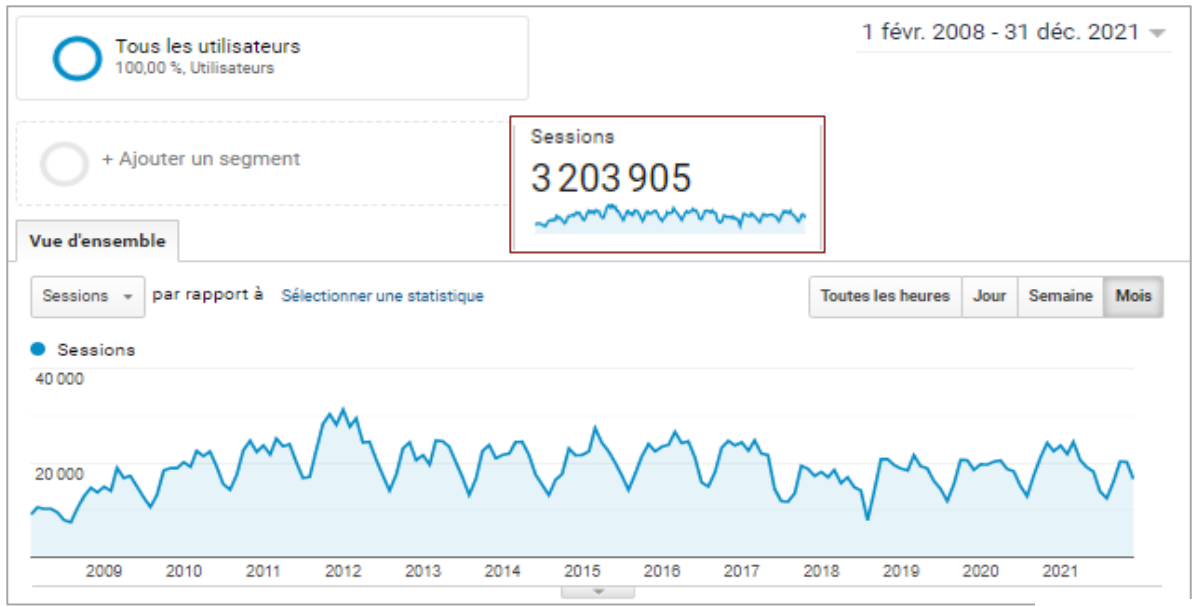 Tous les utilisateurs
100,00 %, Utilisateurs
1 févr. 2008 - 31 déc. 2021
+ Ajouter un segment
Sessions
3 203 905
Vue d'ensemble
Sessions par rapport à Sélectionner une statistique
Toutes les heures Jour Semaine Mois
Sessions
40 000
20 000
2009 2010 2011 2012 2013 2014 2015 2016 2017 2018 2019 2020 2021